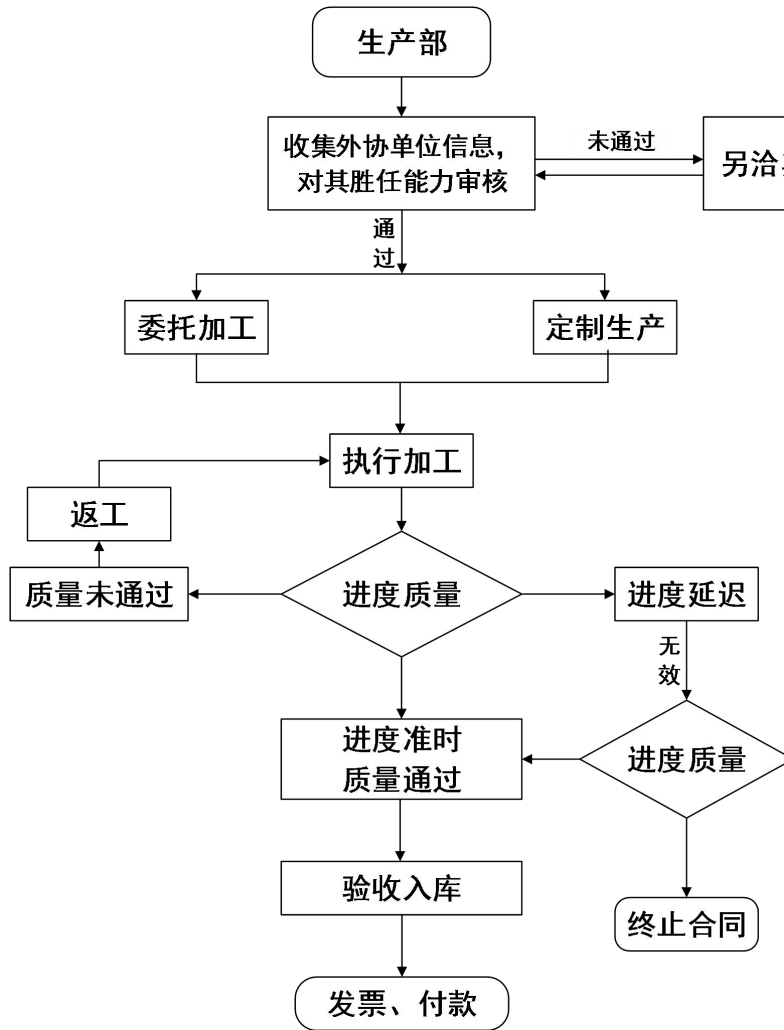 生产部
收集外协单位信息，
对其胜任能力审核
未通过
另洽
通
过
委托加工
定制生产
执行加工
返工
质量未通过
进度质量
进度延迟
无
效
进度准时
质量通过
进度质量
验收入库
终止合同
发票、付款